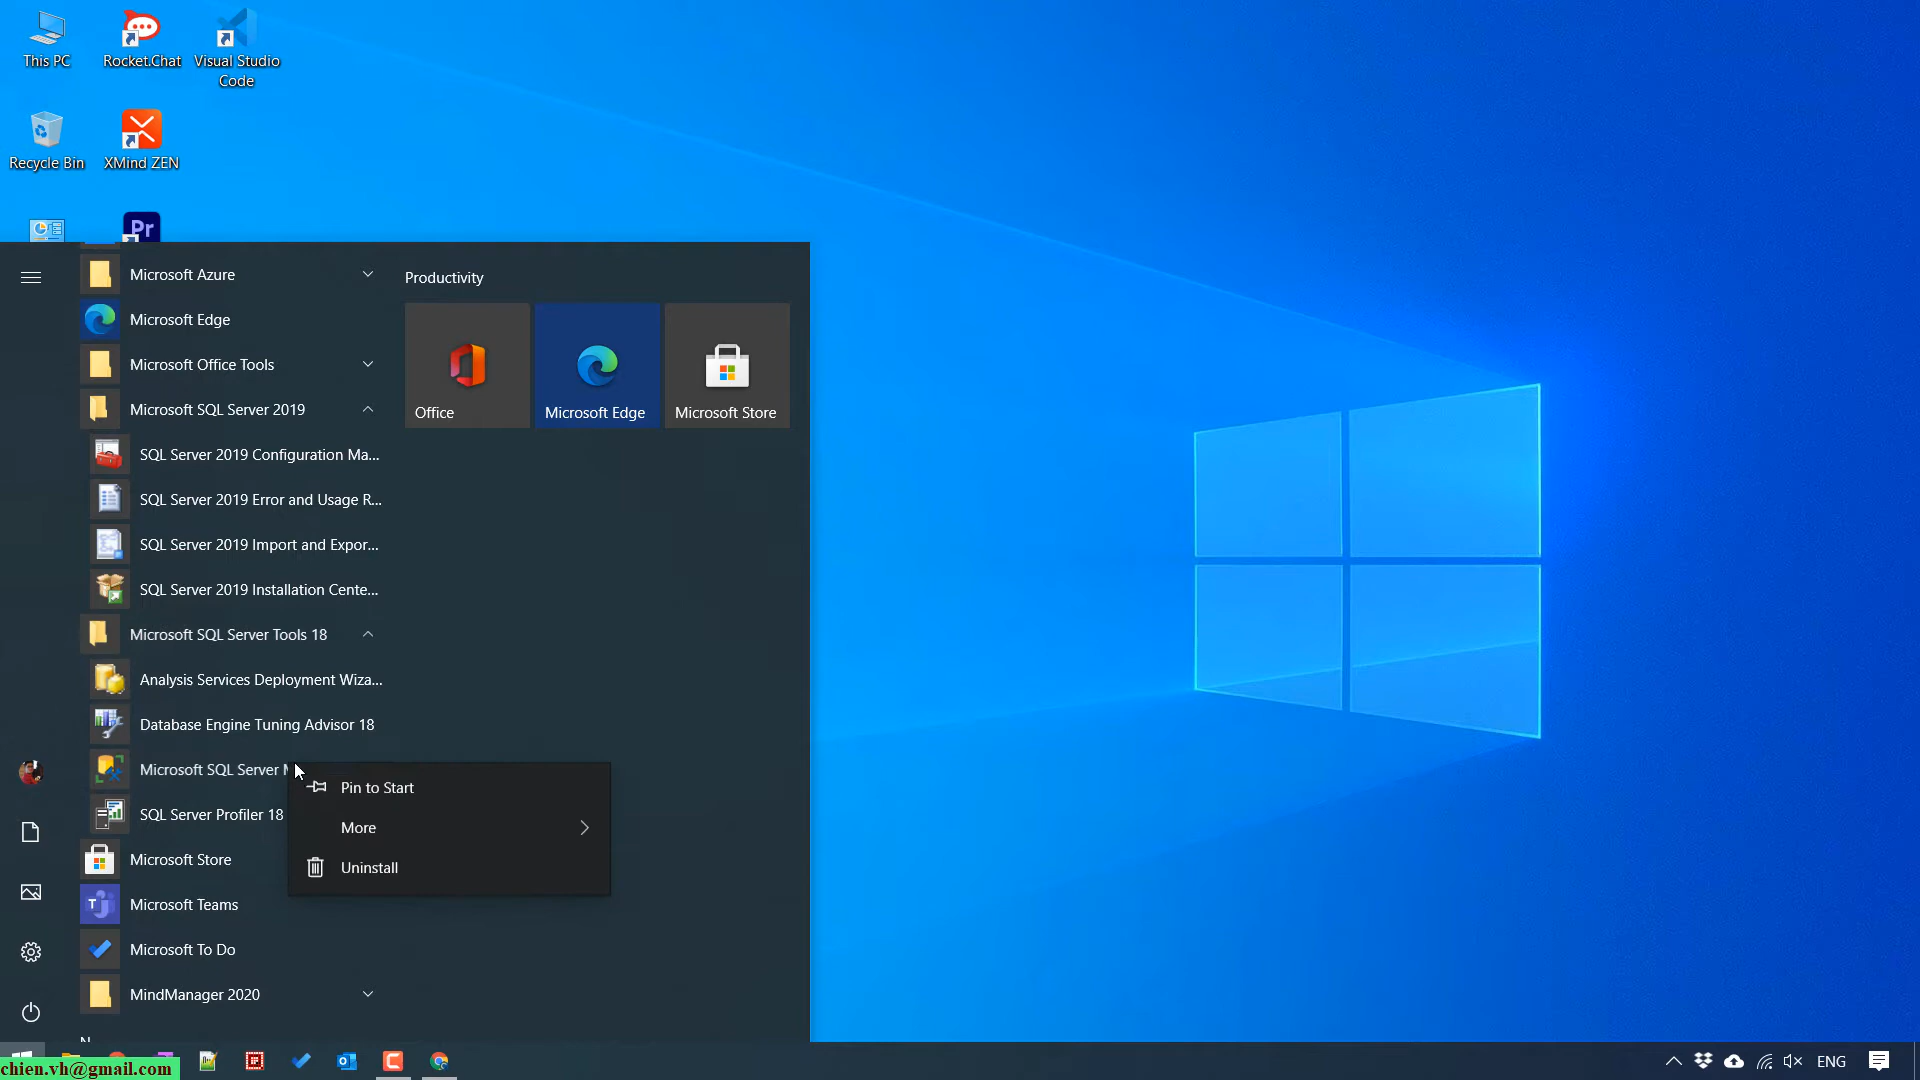 This PC
Rocket.Chat
Visual Studio
Code
Recycle Bin
XMind ZEN
Pr
Microsoft Azure
Productivity
Microsoft Edge
Microsoft Office Tools
Microsoft SQL Server 2019
Office
Microsoft Edge
Microsoft Store
SQL Server 2019 Configuration Ma...
SQL Server 2019 Error and Usage R...
SQL Server 2019 Import and Expor...
SQL Server 2019 Installation Cente...
Microsoft SQL Server Tools 18
Analysis Services Deployment Wiza...
Database Engine Tuning Advisor 18
Microsoft SQL Server
Pin to Start
SQL Server Profiler 18
More
Microsoft Store
Uninstall
Microsoft Teams
Microsoft To Do
MindManager 2020
chien.vh@gmail.com
ENG